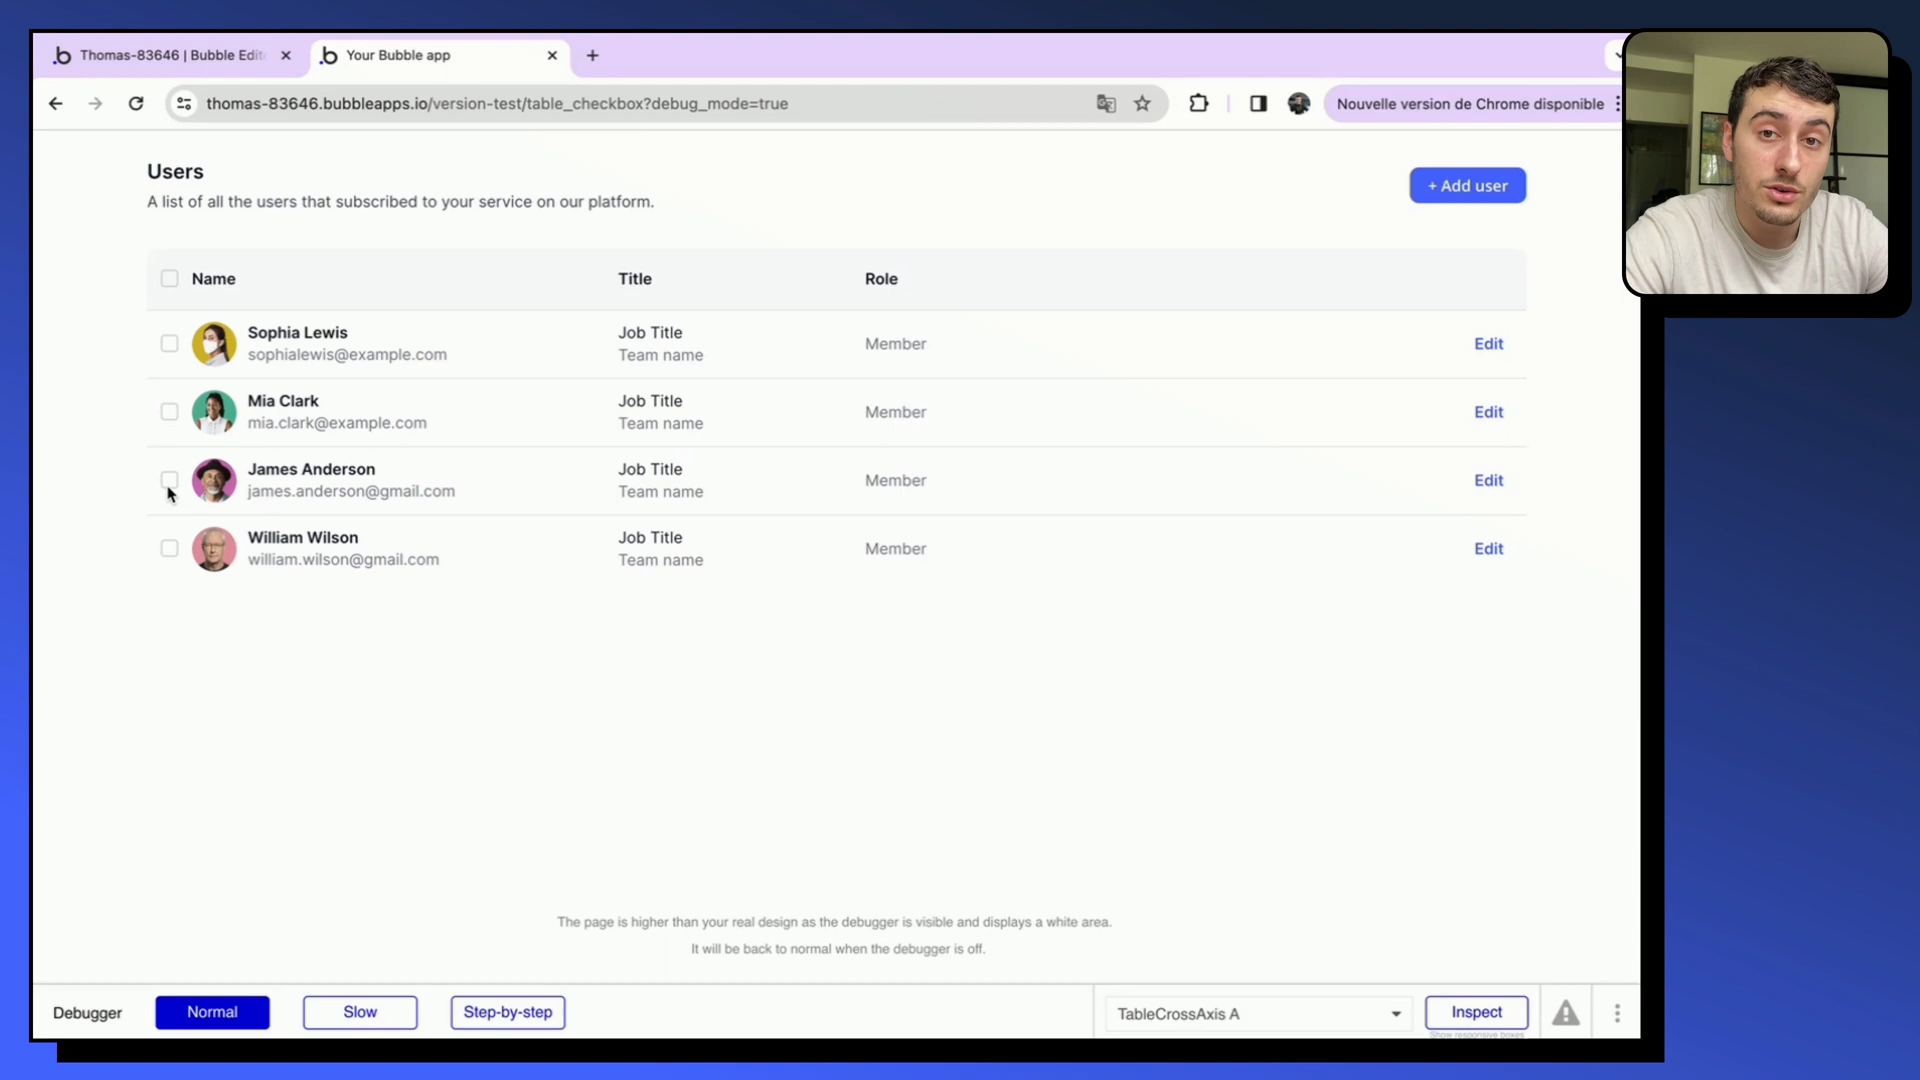 Thomas-83646 | Bubble Edit
Your Bubble app
thomas-83646.bubbleapps.io/version-test/table_checkbox?debug_mode=true
Nouvelle version de Chrome disponible
Users
A list of all the users that subscribed to your service on our platform.
+ Add user
Name Title Role
Sophia Lewis
sophialewis@example.com
Job Title
Team name
Member
Edit
Mia Clark
mia.clark@example.com
Job Title
Team name
Member
Edit
James Anderson
james.anderson@gmail.com
Job Title
Team name
Member
Edit
William Wilson
william.wilson@gmail.com
Job Title
Team name
Member
Edit
The page is higher than your real design as the debugger is visible and displays a white area.
It will be back to normal when the debugger is off.
Debugger Normal Slow Step-by-step TableCrossAxis A Inspect
Show responsive boxes